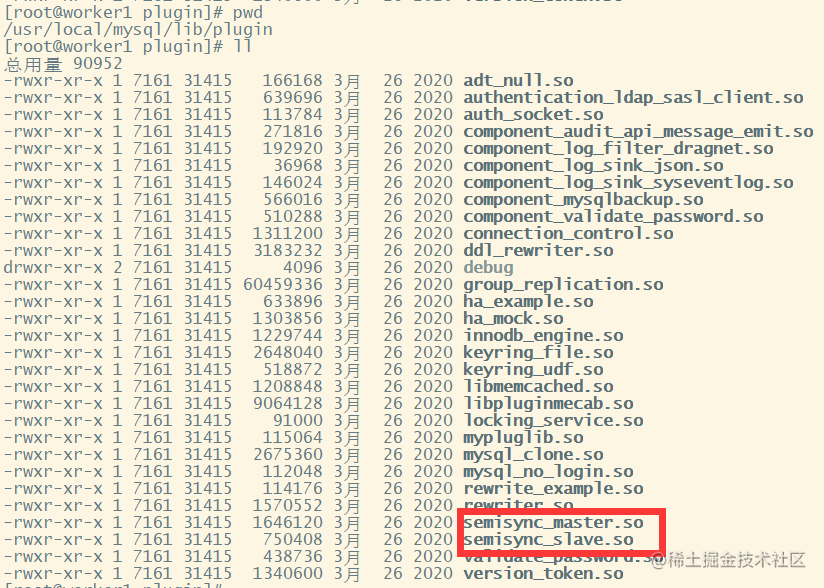 [root@worker1 plugin]# pwd
/usr/local/mysql/lib/plugin
[root@worker1 plugin]# ll
总用量 90952
-rwxr-xr-x 1 7161 31415 166168 3月 26 2020 adt_null.so
-rwxr-xr-x 1 7161 31415 639696 3月 26 2020 authentication_ldap_sasl_client.so
-rwxr-xr-x 1 7161 31415 113784 3月 26 2020 auth_socket.so
-rwxr-xr-x 1 7161 31415 271816 3月 26 2020 component_audit_api_message_emit.so
-rwxr-xr-x 1 7161 31415 192920 3月 26 2020 component_log_filter_dragnet.so
-rwxr-xr-x 1 7161 31415 36968 3月 26 2020 component_log_sink_json.so
-rwxr-xr-x 1 7161 31415 146024 3月 26 2020 component_log_sink_syseventlog.so
-rwxr-xr-x 1 7161 31415 566016 3月 26 2020 component_mysqlbackup.so
-rwxr-xr-x 1 7161 31415 510288 3月 26 2020 component_validate_password.so
-rwxr-xr-x 1 7161 31415 1311200 3月 26 2020 connection_control.so
-rwxr-xr-x 1 7161 31415 3183232 3月 26 2020 ddl_rewriter.so
drwxr-xr-x 2 7161 31415 4096 3月 26 2020 debug
-rwxr-xr-x 1 7161 31415 60459336 3月 26 2020 group_replication.so
-rwxr-xr-x 1 7161 31415 633896 3月 26 2020 ha_example.so
-rwxr-xr-x 1 7161 31415 1303856 3月 26 2020 ha_mock.so
-rwxr-xr-x 1 7161 31415 1229744 3月 26 2020 innodb_engine.so
-rwxr-xr-x 1 7161 31415 2648040 3月 26 2020 keyring_file.so
-rwxr-xr-x 1 7161 31415 518872 3月 26 2020 keyring_udf.so
-rwxr-xr-x 1 7161 31415 1208848 3月 26 2020 libmemcached.so
-rwxr-xr-x 1 7161 31415 9064128 3月 26 2020 libpluginmecab.so
-rwxr-xr-x 1 7161 31415 91000 3月 26 2020 locking_service.so
-rwxr-xr-x 1 7161 31415 115064 3月 26 2020 mypluglib.so
-rwxr-xr-x 1 7161 31415 2675360 3月 26 2020 mysql_clone.so
-rwxr-xr-x 1 7161 31415 112048 3月 26 2020 mysql_no_login.so
-rwxr-xr-x 1 7161 31415 114176 3月 26 2020 rewrite_example.so
-rwxr-xr-x 1 7161 31415 1570552 3月 26 2020 rewriter.so
-rwxr-xr-x 1 7161 31415 1646120 3月 26 2020 semisync_master.so
-rwxr-xr-x 1 7161 31415 750408 3月 26 2020 semisync_slave.so
-rwxr-xr-x 1 7161 31415 438736 3月 26 2020 validate_password.so
@稀土掘金技术社区
-rwxr-xr-x 1 7161 31415 1340600 3月 26 2020 version_token.so